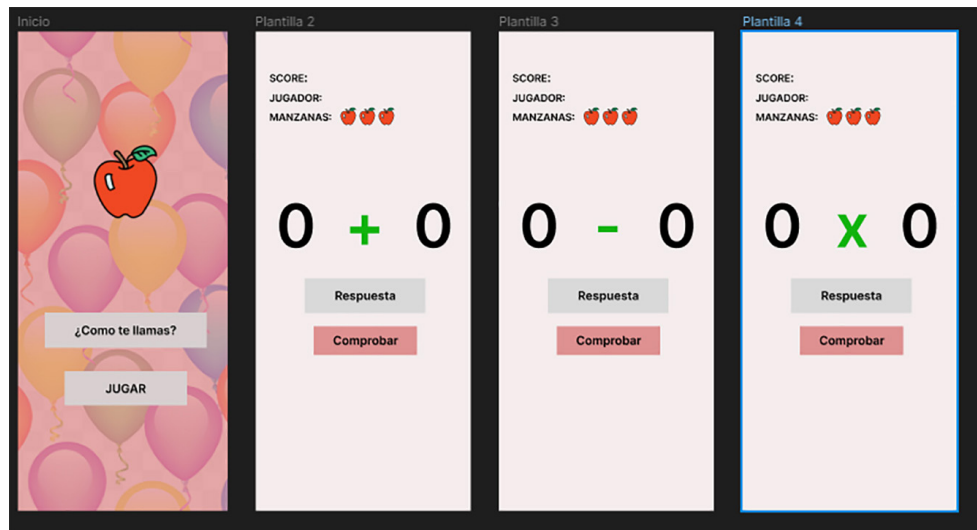 Inicio
¿Como te llamas?
JUGAR
Plantilla 2
SCORE:
JUGADOR:
MANZANAS:
0 + 0
Respuesta
Comprobar
Plantilla 3
SCORE:
JUGADOR:
MANZANAS:
0 - 0
Respuesta
Comprobar
Plantilla 4
SCORE:
JUGADOR:
MANZANAS:
0 x 0
Respuesta
Comprobar